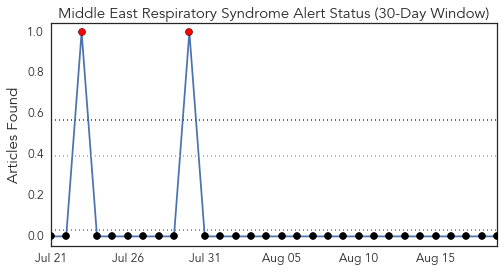 Middle East Respiratory Syndrome Alert Status (30-Day Window)
Articles Found
1.0
0.8
0.6
0.4
0.2
0.0
Jul 21 Jul 26 Jul 31 Aug 05 Aug 10 Aug 15